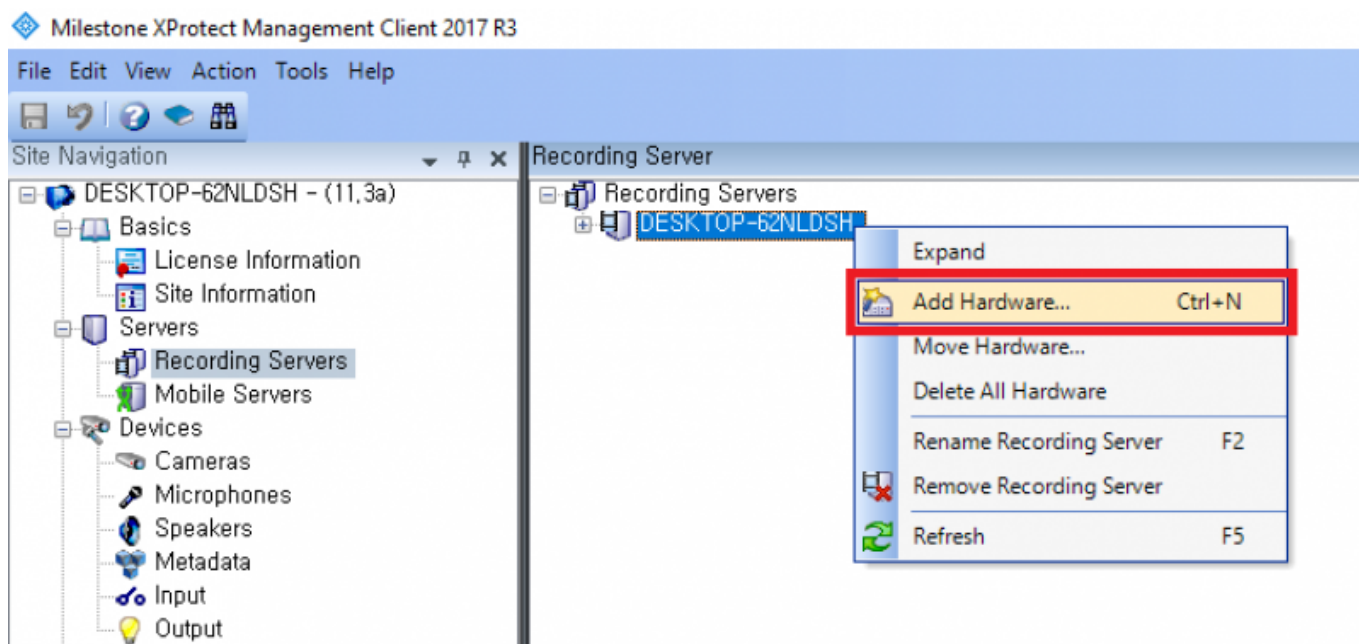 Milestone XProtect Management Client 2017 R3
File Edit View Action Tools Help
Site Navigation
DESKTOP-62NLDSH - (11,3a)
Basics
License Information
Site Information
Servers
Recording Servers
Mobile Servers
Devices
Cameras
Microphones
Speakers
Metadata
Input
Output
Recording Server
Recording Servers
DESKTOP-62NLDSH
Expand
Add Hardware... Ctrl+N
Move Hardware...
Delete All Hardware
Rename Recording Server F2
Remove Recording Server
Refresh F5